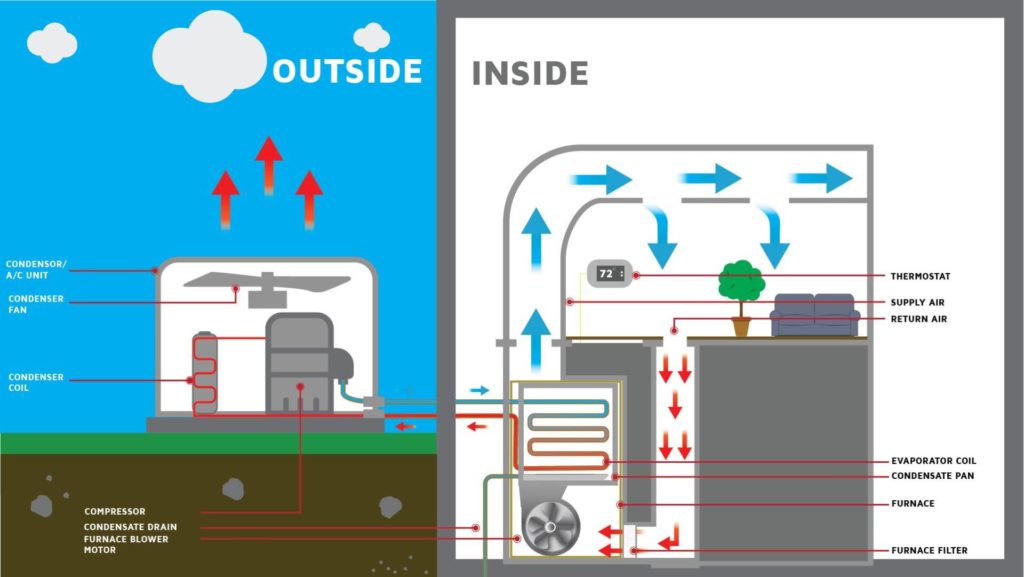 OUTSIDE
INSIDE
CONDENSOR/
A/C UNIT
CONDENSER
FAN
CONDENSER
COIL
COMPRESSOR
CONDENSATE DRAIN
FURNACE BLOWER
MOTOR
72°
THERMOSTAT
SUPPLY AIR
RETURN AIR
EVAPORATOR COIL
CONDENSATE PAN
FURNACE
FURNACE FILTER